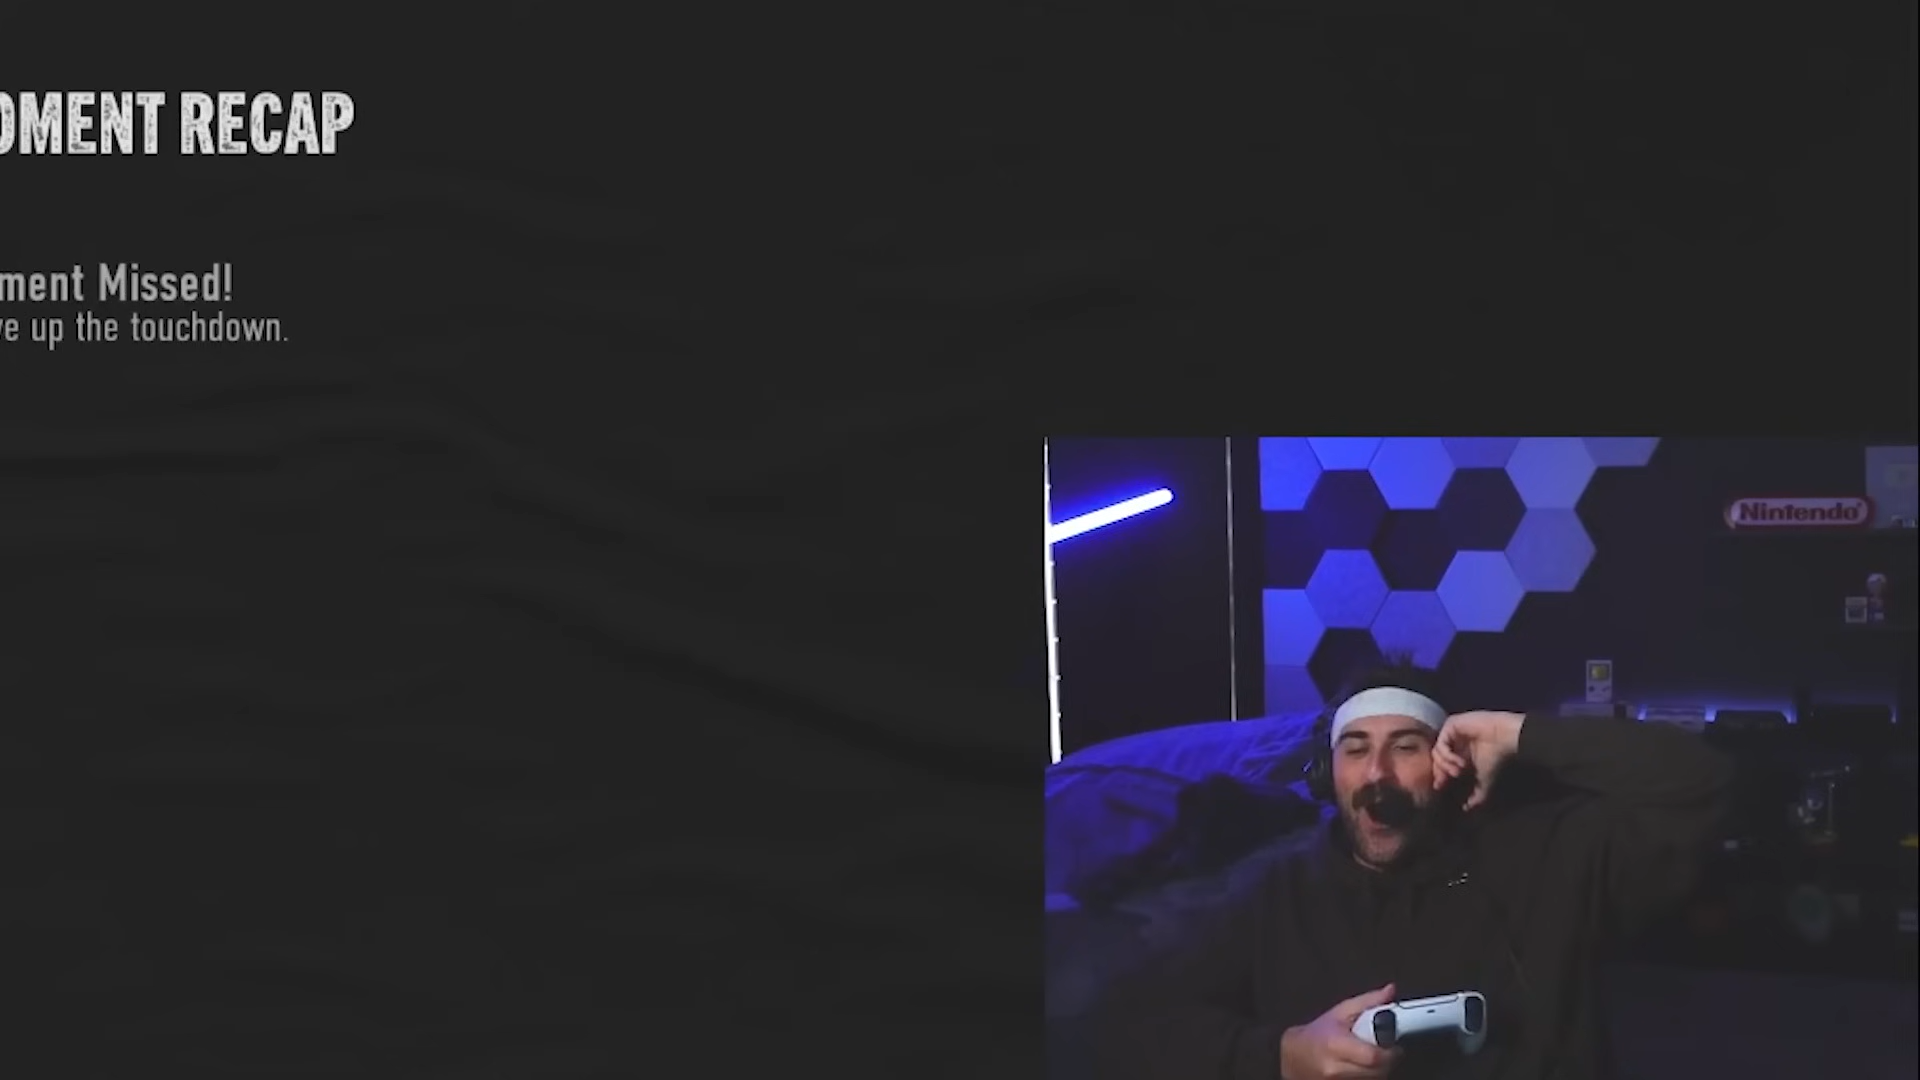 OMENT RECAP
ment Missed!
ve up the touchdown.
Nintendo